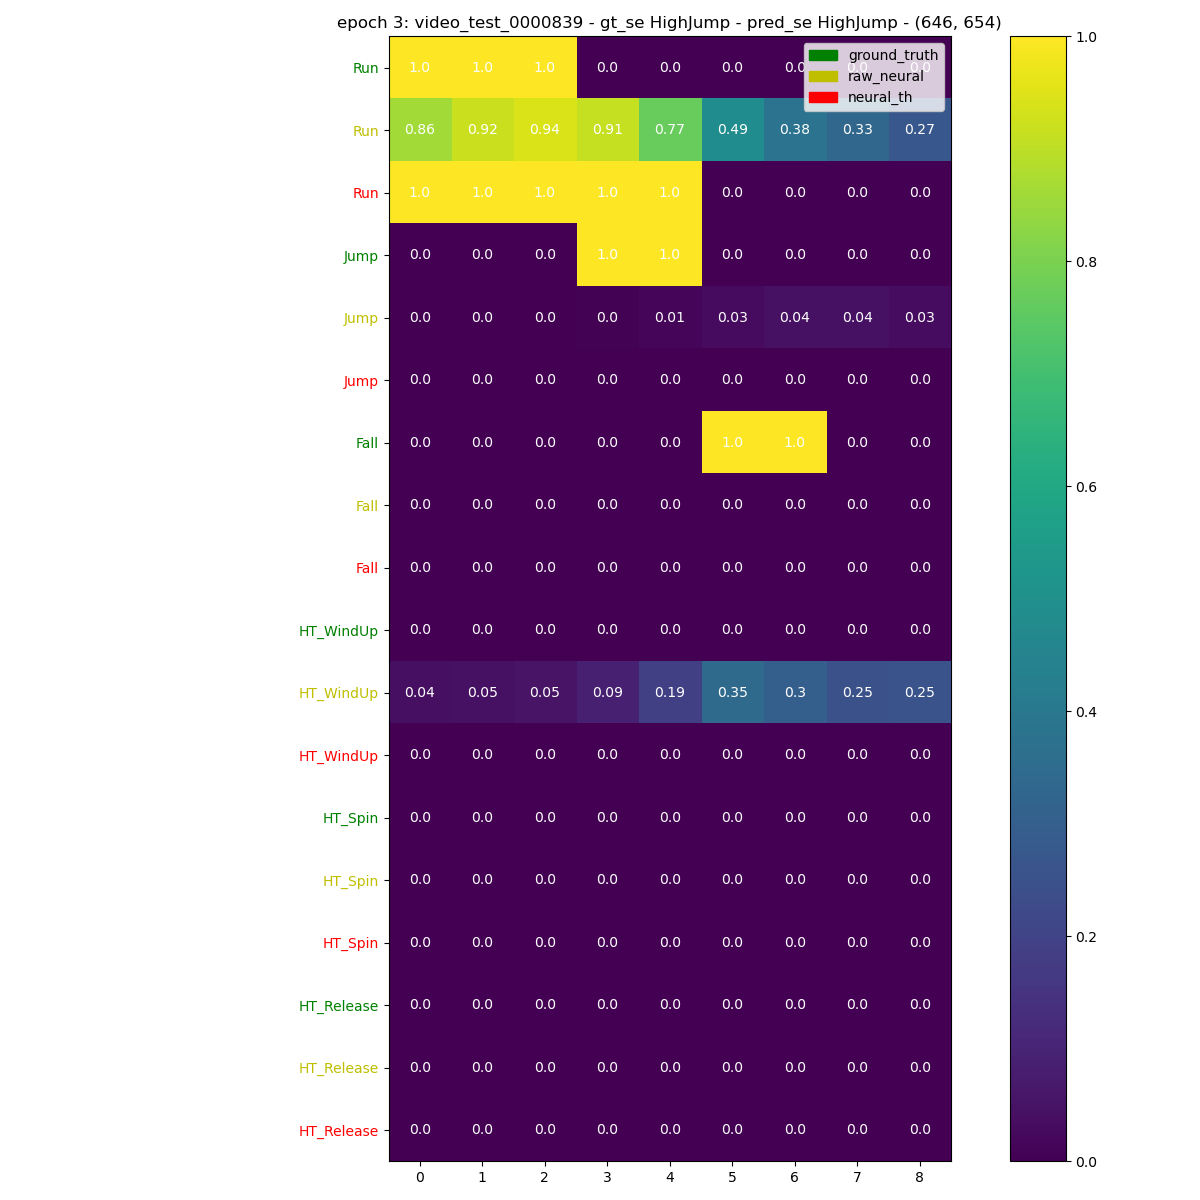 epoch 3: video_test_0000839 - gt_se HighJump - pred_se HighJump - (646, 654)
ground_truth
raw_neural
neural_th
Run 1.0 1.0 1.0 0.0 0.0 0.0 0.0 0.0 0.0
Run 0.86 0.92 0.94 0.91 0.77 0.49 0.38 0.33 0.27
Run 1.0 1.0 1.0 1.0 1.0 0.0 0.0 0.0 0.0
Jump 0.0 0.0 0.0 1.0 1.0 0.0 0.0 0.0 0.0
Jump 0.0 0.0 0.0 0.0 0.01 0.03 0.04 0.04 0.03
Jump 0.0 0.0 0.0 0.0 0.0 0.0 0.0 0.0 0.0
Fall 0.0 0.0 0.0 0.0 0.0 1.0 1.0 0.0 0.0
Fall 0.0 0.0 0.0 0.0 0.0 0.0 0.0 0.0 0.0
Fall 0.0 0.0 0.0 0.0 0.0 0.0 0.0 0.0 0.0
HT_WindUp 0.0 0.0 0.0 0.0 0.0 0.0 0.0 0.0 0.0
HT_WindUp 0.04 0.05 0.05 0.09 0.19 0.35 0.3 0.25 0.25
HT_WindUp 0.0 0.0 0.0 0.0 0.0 0.0 0.0 0.0 0.0
HT_Spin 0.0 0.0 0.0 0.0 0.0 0.0 0.0 0.0 0.0
HT_Spin 0.0 0.0 0.0 0.0 0.0 0.0 0.0 0.0 0.0
HT_Spin 0.0 0.0 0.0 0.0 0.0 0.0 0.0 0.0 0.0
HT_Release 0.0 0.0 0.0 0.0 0.0 0.0 0.0 0.0 0.0
HT_Release 0.0 0.0 0.0 0.0 0.0 0.0 0.0 0.0 0.0
HT_Release 0.0 0.0 0.0 0.0 0.0 0.0 0.0 0.0 0.0
0 1 2 3 4 5 6 7 8
1.0
0.8
0.6
0.4
0.2
0.0